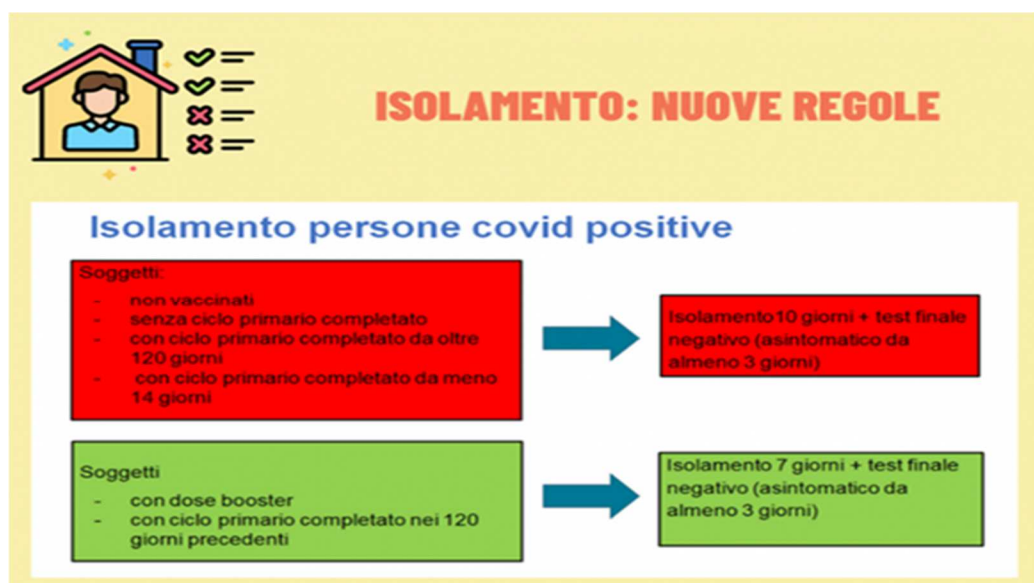 ISOLAMENTO: NUOVE REGOLE
Isolamento persone covid positive
Soggetti:
- non vaccinati
- senza ciclo primario completato
- con ciclo primario completato da oltre
120 giorni
- con ciclo primario completato da meno
14 giorni
Isolamento10 giorni + test finale
negativo (asintomatico da
almeno 3 giorni)
Soggetti
- con dose booster
- con ciclo primario completato nei 120
giorni precedenti
Isolamento 7 giorni + test finale
negativo (asintomatico da
almeno 3 giorni)